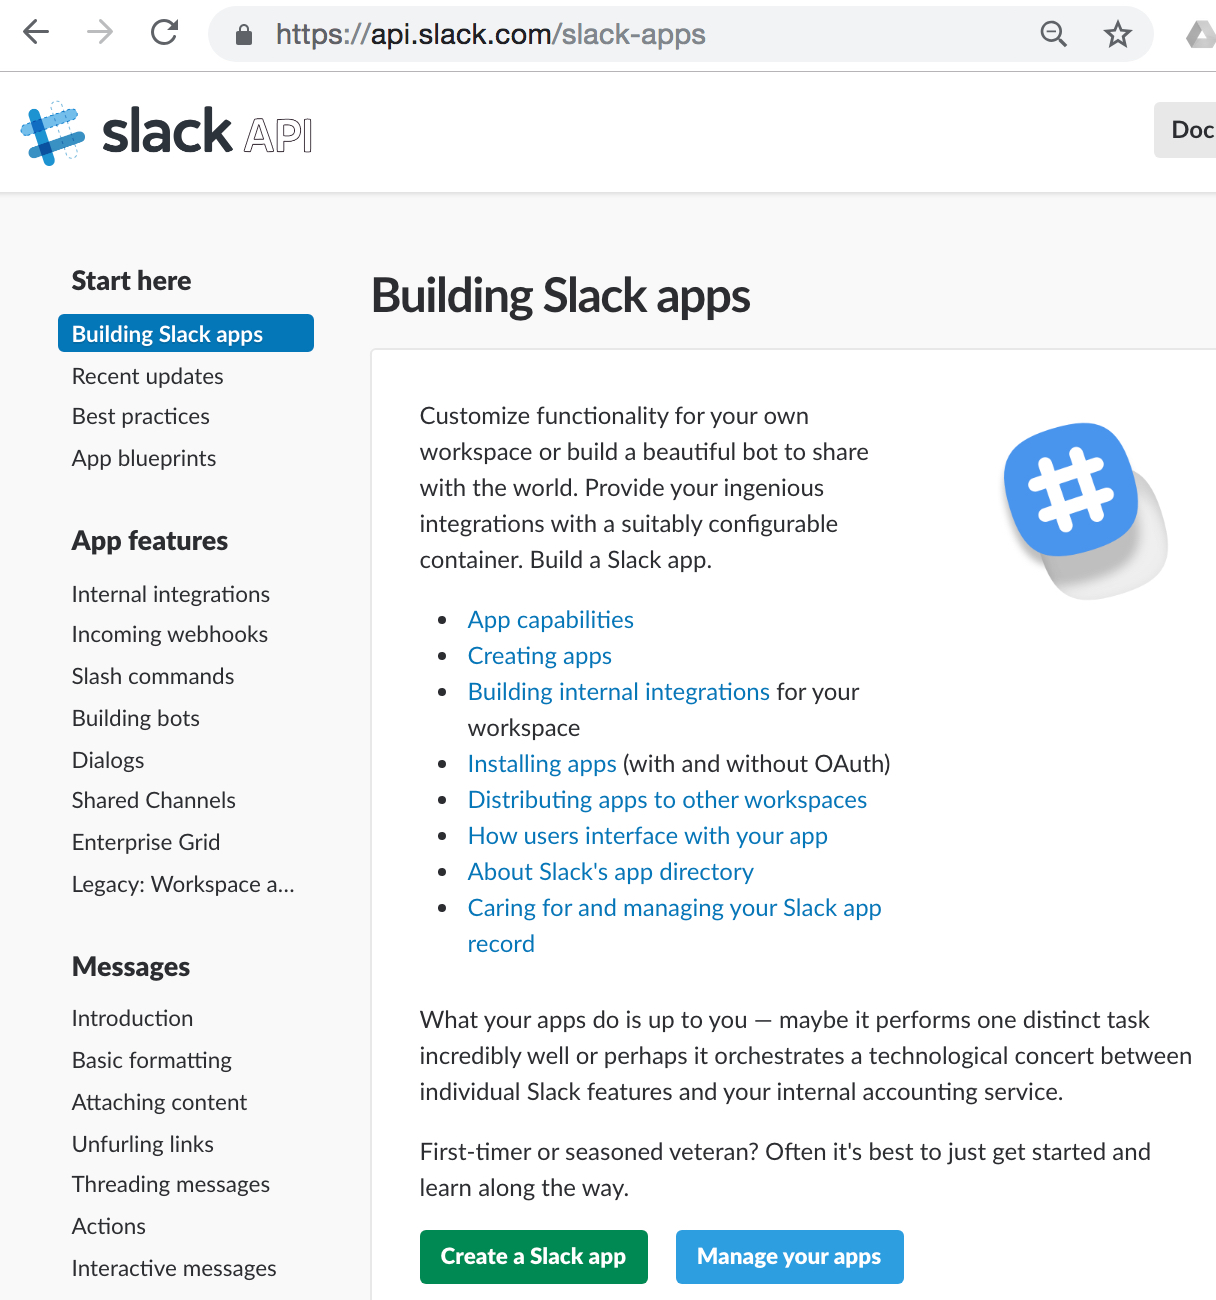 https://api.slack.com/slack-apps
slack API
Doc
Start here
Building Slack apps
Recent updates
Best practices
App blueprints
App features
Internal integrations
Incoming webhooks
Slash commands
Building bots
Dialogs
Shared Channels
Enterprise Grid
Legacy: Workspace a...
Messages
Introduction
Basic formatting
Attaching content
Unfurling links
Threading messages
Actions
Interactive messages
Building Slack apps
Customize functionality for your own
workspace or build a beautiful bot to share
with the world. Provide your ingenious
integrations with a suitably configurable
container. Build a Slack app.
• App capabilities
• Creating apps
• Building internal integrations for your
workspace
• Installing apps (with and without OAuth)
• Distributing apps to other workspaces
• How users interface with your app
• About Slack's app directory
• Caring for and managing your Slack app
record
What your apps do is up to you — maybe it performs one distinct task
incredibly well or perhaps it orchestrates a technological concert between
individual Slack features and your internal accounting service.
First-timer or seasoned veteran? Often it's best to just get started and
learn along the way.
Create a Slack app
Manage your apps